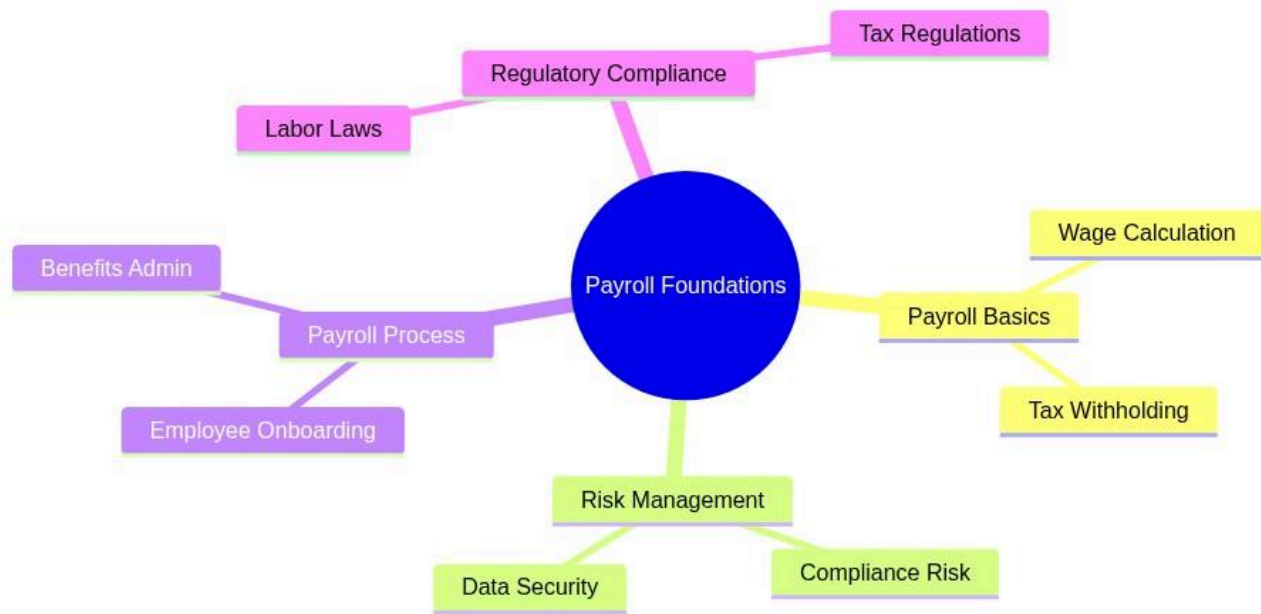 Tax Regulations
Regulatory Compliance
Labor Laws
Wage Calculation
Benefits Admin
Payroll Foundations
Payroll Basics
Payroll Process
Tax Withholding
Employee Onboarding
Risk Management
Compliance Risk
Data Security